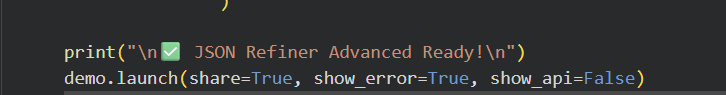 )
print("\n✅ JSON Refiner Advanced Ready!\n")
demo.launch(share=True, show_error=True, show_api=False)